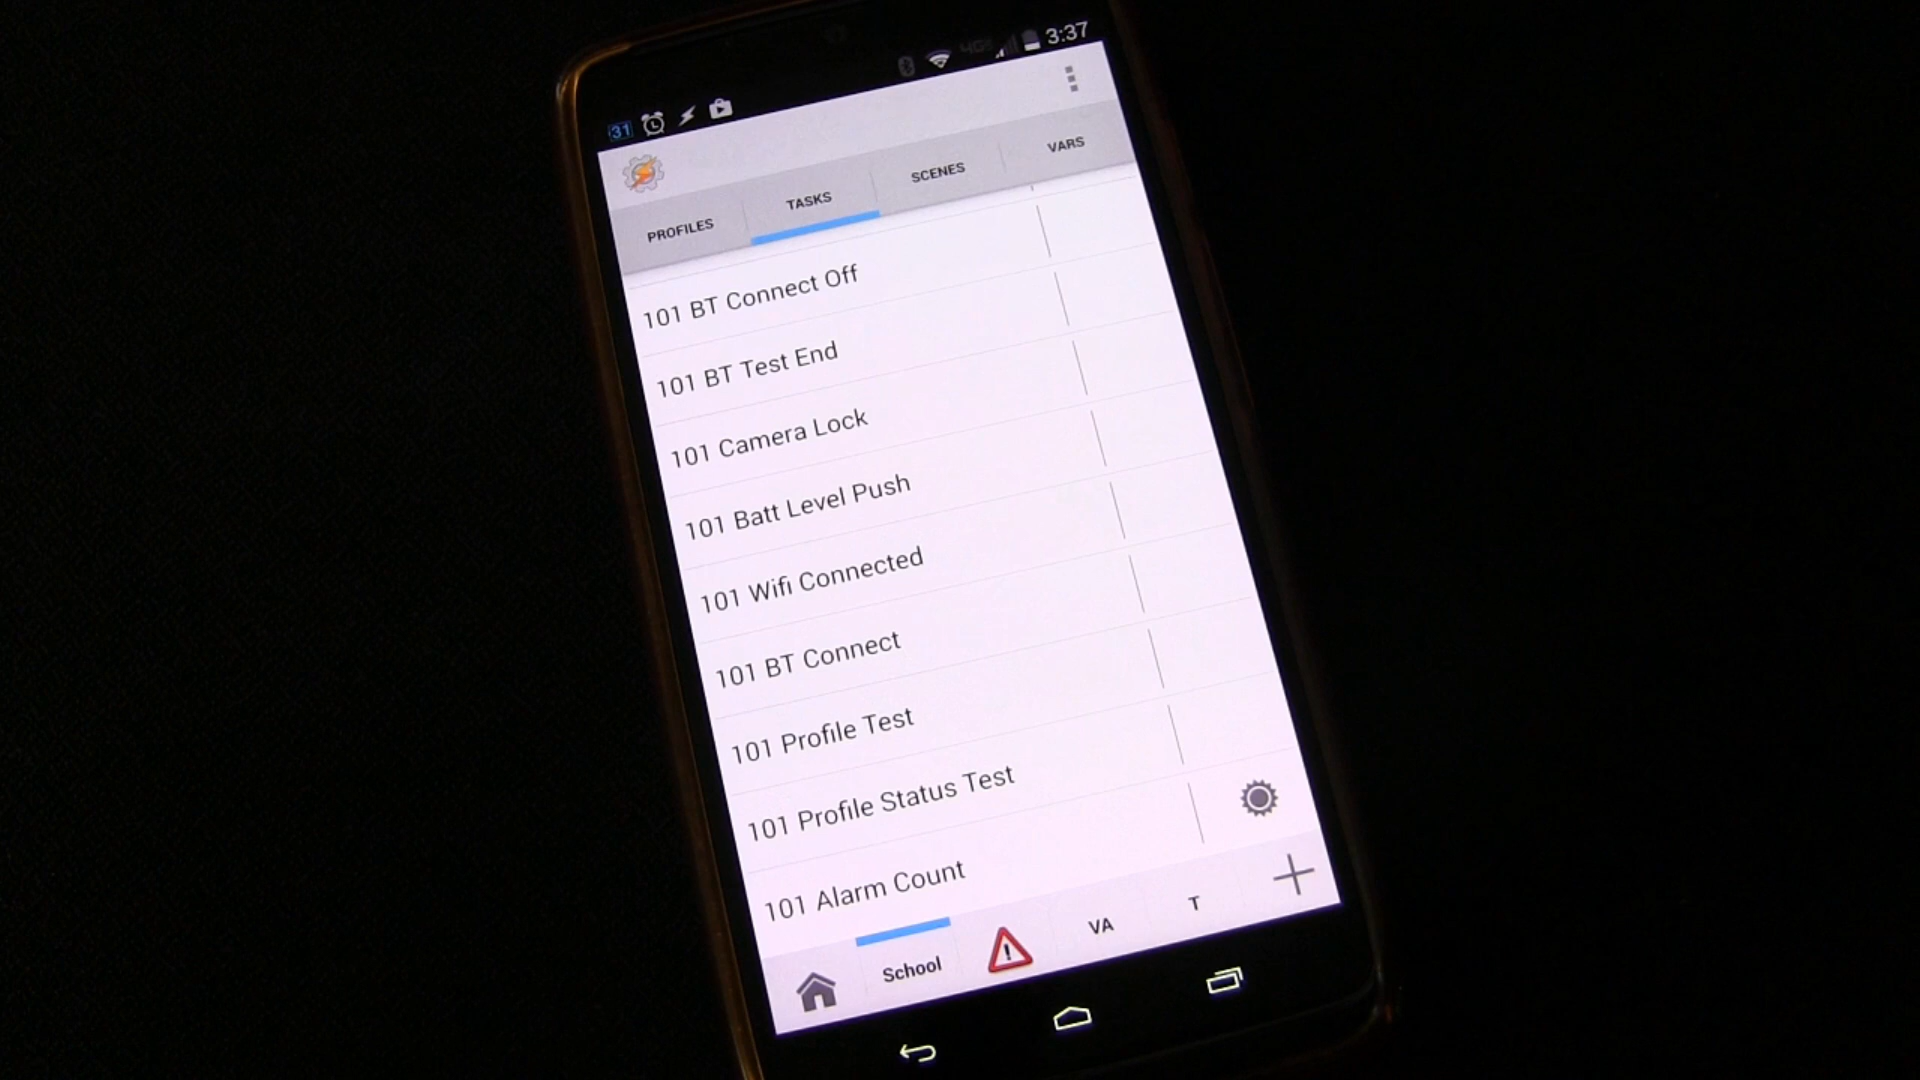 31 4G 3:37
PROFILES TASKS SCENES VARS
101 BT Connect Off
101 BT Test End
101 Camera Lock
101 Batt Level Push
101 Wifi Connected
101 BT Connect
101 Profile Test
101 Profile Status Test
101 Alarm Count
School VA T